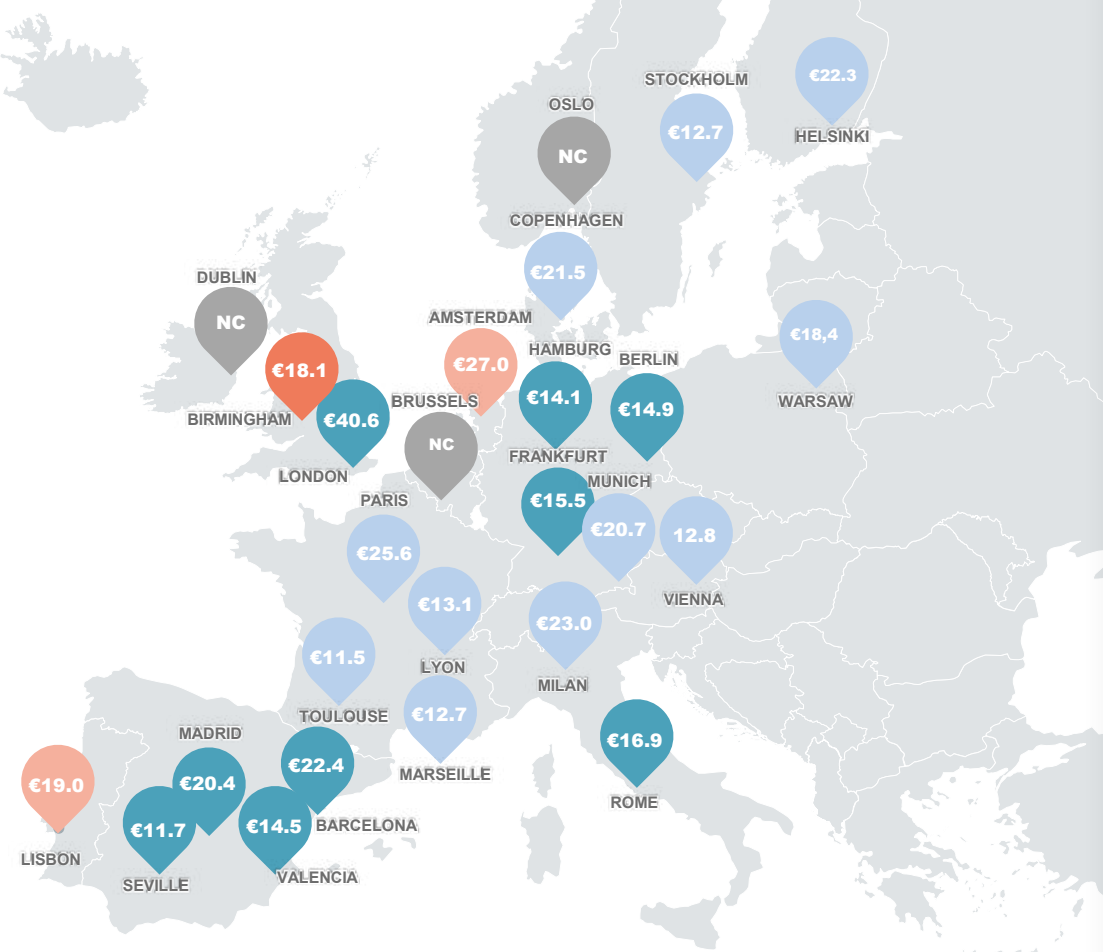 €22.3
HELSINKI
STOCKHOLM
€12.7
OSLO
NC
COPENHAGEN
€21.5
DUBLIN
NC
AMSTERDAM
€27.0
HAMBURG
€14.1
BERLIN
€14.9
€18,4
WARSAW
€18.1
BIRMINGHAM
€40.6
LONDON
BRUSSELS
NC
FRANKFURT
€15.5
MUNICH
€20.7
12.8
VIENNA
PARIS
€25.6
€13.1
LYON
€23.0
MILAN
€11.5
TOULOUSE
€12.7
MARSEILLE
€16.9
ROME
MADRID
€20.4
€22.4
BARCELONA
€19.0
LISBON
€11.7
SEVILLE
€14.5
VALENCIA